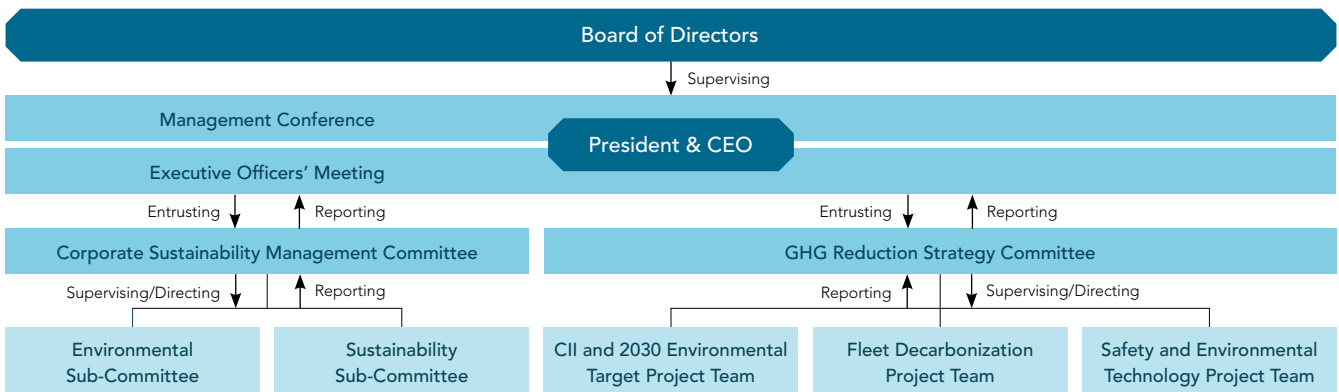 Board of Directors
Supervising
Management Conference
President & CEO
Executive Officers' Meeting
Entrusting
Reporting
Entrusting
Reporting
Corporate Sustainability Management Committee
GHG Reduction Strategy Committee
Supervising/Directing
Reporting
Reporting
Supervising/Directing
Environmental
Sub-Committee
Sustainability
Sub-Committee
CII and 2030 Environmental
Target Project Team
Fleet Decarbonization
Project Team
Safety and Environmental
Technology Project Team